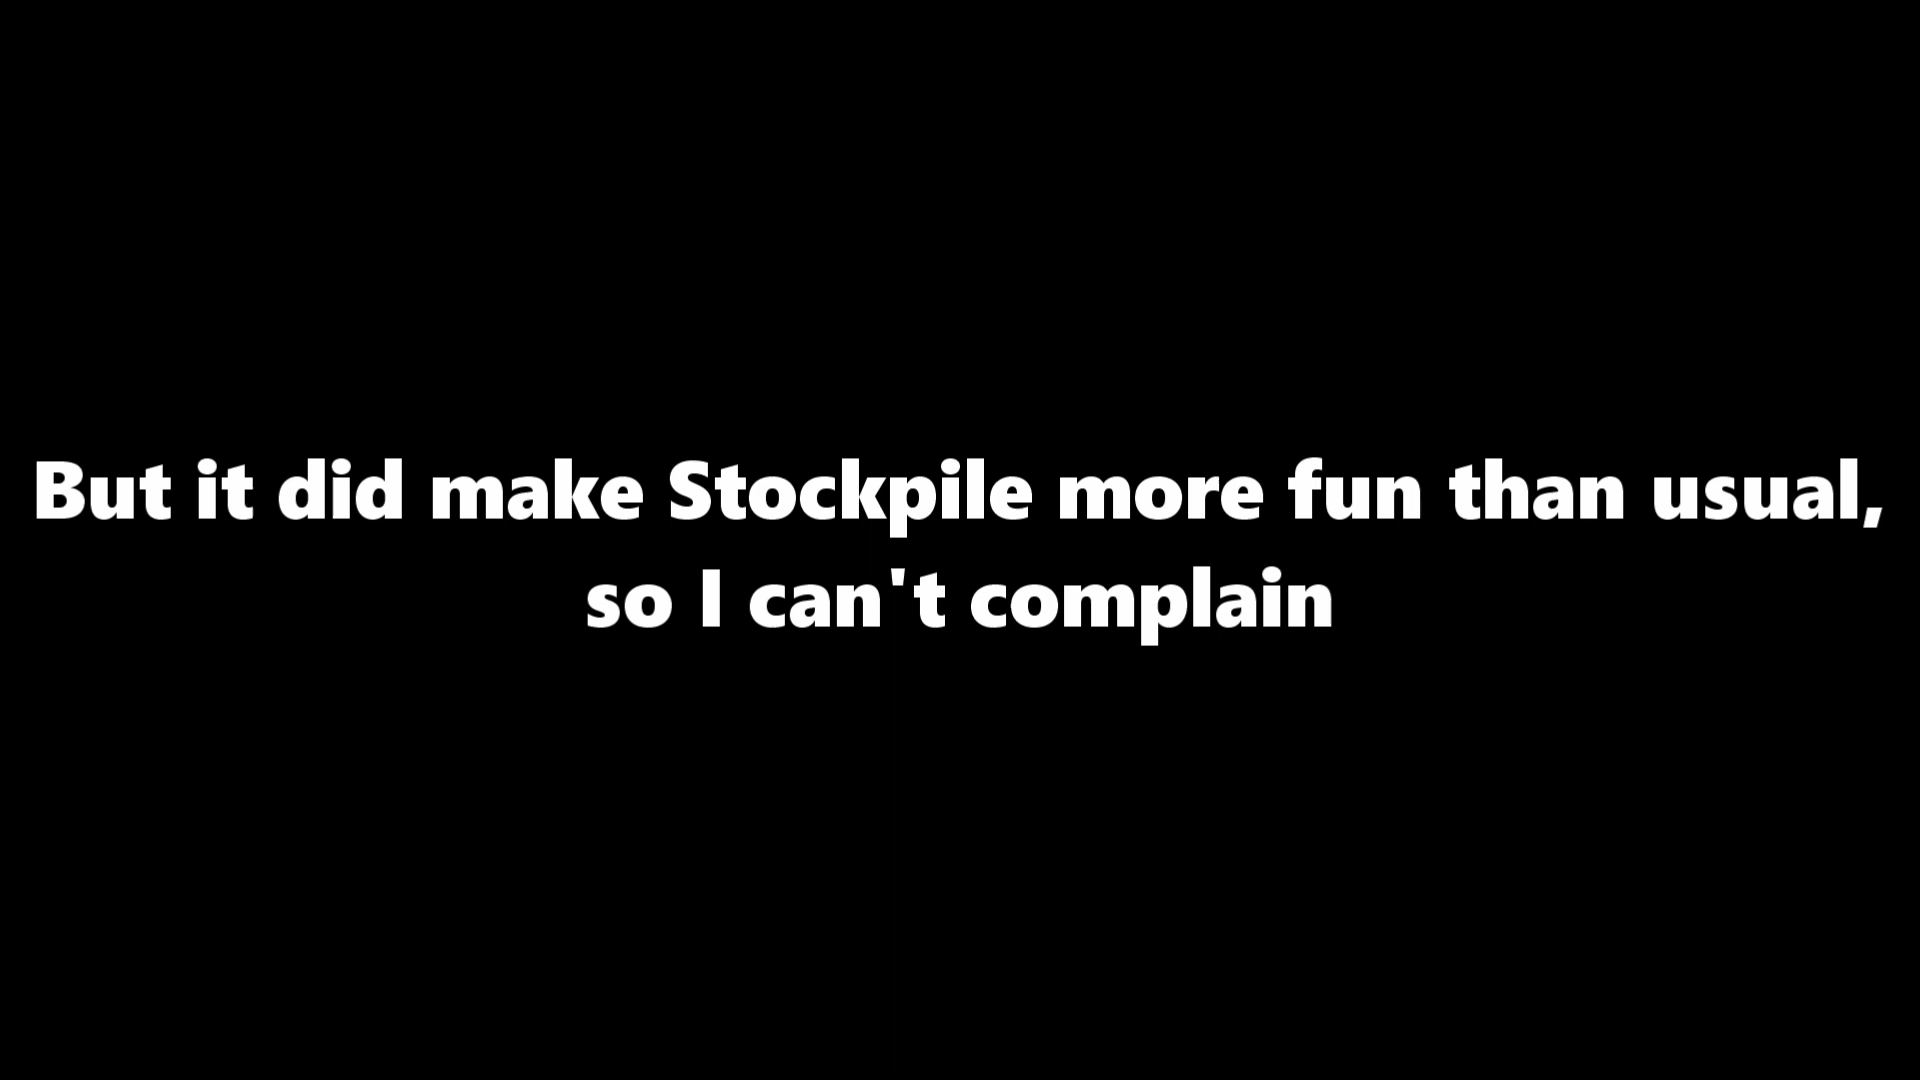 But it did make Stockpile more fun than usual,
so I can't complain